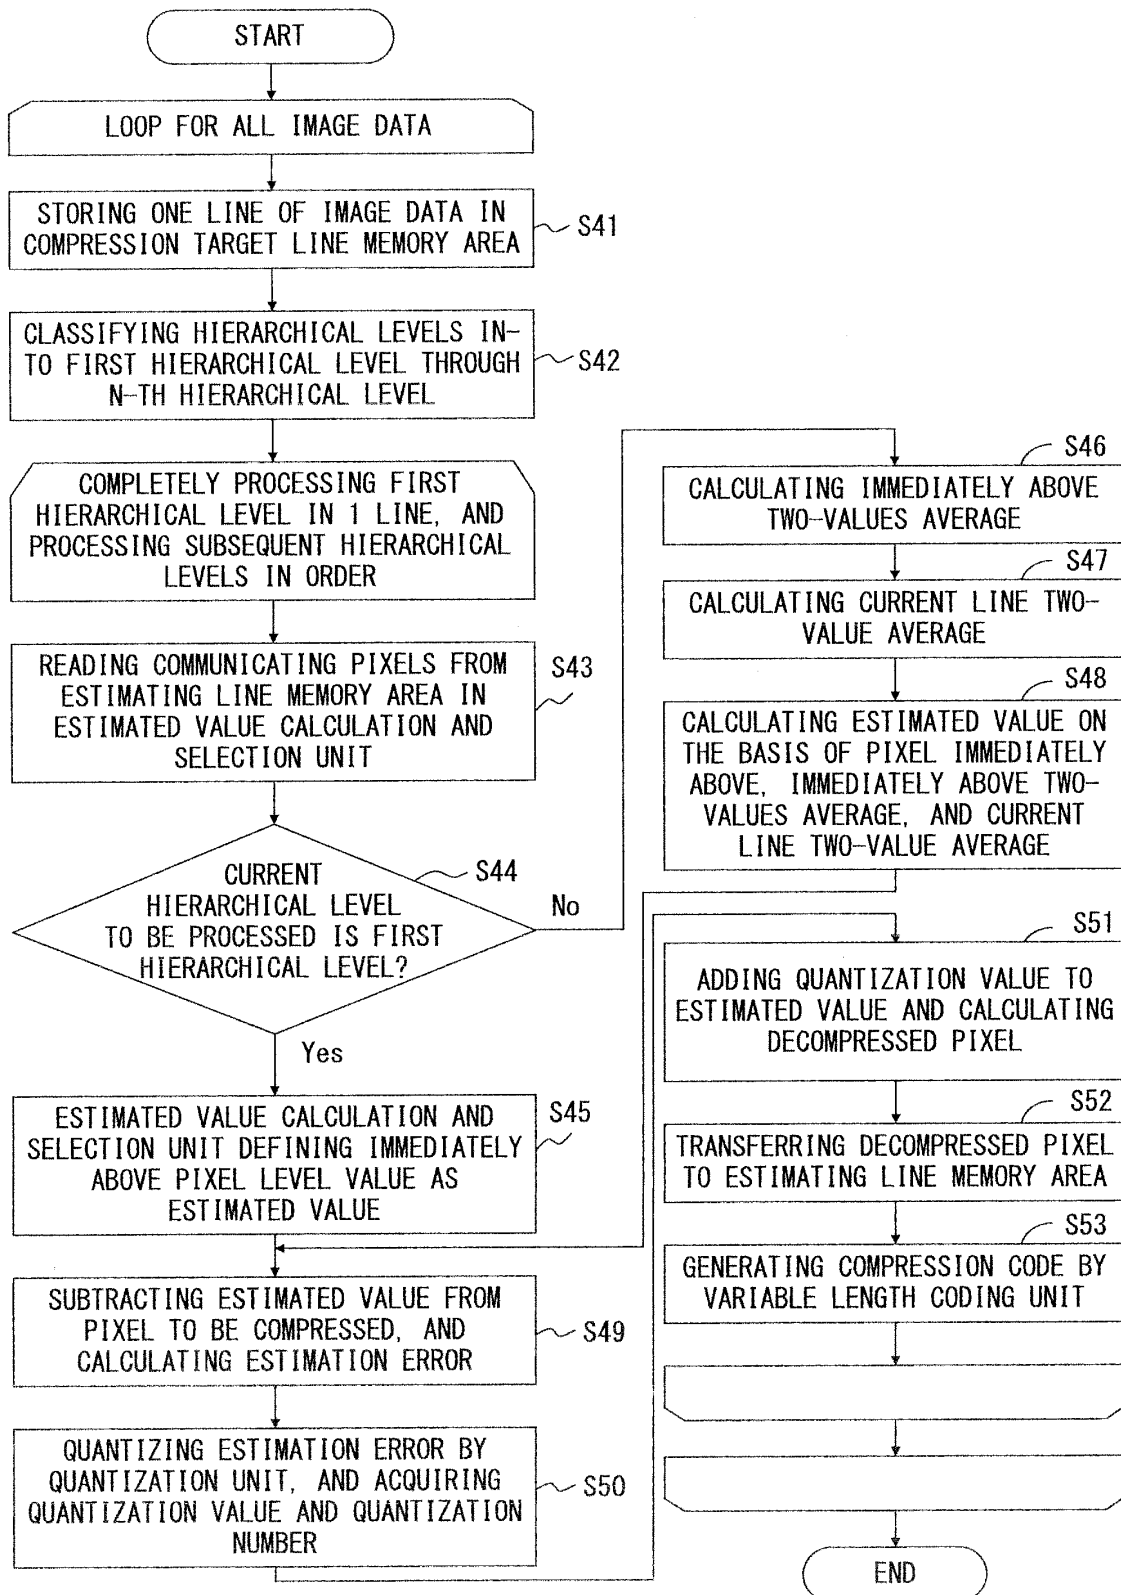 START
LOOP FOR ALL IMAGE DATA
STORING ONE LINE OF IMAGE DATA IN
COMPRESSION TARGET LINE MEMORY AREA
S41
CLASSIFYING HIERARCHICAL LEVELS IN-
TO FIRST HIERARCHICAL LEVEL THROUGH
N-TH HIERARCHICAL LEVEL
S42
COMPLETELY PROCESSING FIRST
HIERARCHICAL LEVEL IN 1 LINE, AND
PROCESSING SUBSEQUENT HIERARCHICAL
LEVELS IN ORDER
READING COMMUNICATING PIXELS FROM
ESTIMATING LINE MEMORY AREA IN
ESTIMATED VALUE CALCULATION AND
SELECTION UNIT
S43
CURRENT
HIERARCHICAL LEVEL
TO BE PROCESSED IS FIRST
HIERARCHICAL LEVEL?
S44
No
Yes
ESTIMATED VALUE CALCULATION AND
SELECTION UNIT DEFINING IMMEDIATELY
ABOVE PIXEL LEVEL VALUE AS
ESTIMATED VALUE
S45
SUBTRACTING ESTIMATED VALUE FROM
PIXEL TO BE COMPRESSED, AND
CALCULATING ESTIMATION ERROR
S49
QUANTIZING ESTIMATION ERROR BY
QUANTIZATION UNIT, AND ACQUIRING
QUANTIZATION VALUE AND QUANTIZATION
NUMBER
S50
S46
CALCULATING IMMEDIATELY ABOVE
TWO-VALUES AVERAGE
S47
CALCULATING CURRENT LINE TWO-
VALUE AVERAGE
S48
CALCULATING ESTIMATED VALUE ON
THE BASIS OF PIXEL IMMEDIATELY
ABOVE, IMMEDIATELY ABOVE TWO-
VALUES AVERAGE, AND CURRENT
LINE TWO-VALUE AVERAGE
S51
ADDING QUANTIZATION VALUE TO
ESTIMATED VALUE AND CALCULATING
DECOMPRESSED PIXEL
S52
TRANSFERRING DECOMPRESSED PIXEL
TO ESTIMATING LINE MEMORY AREA
S53
GENERATING COMPRESSION CODE BY
VARIABLE LENGTH CODING UNIT
END